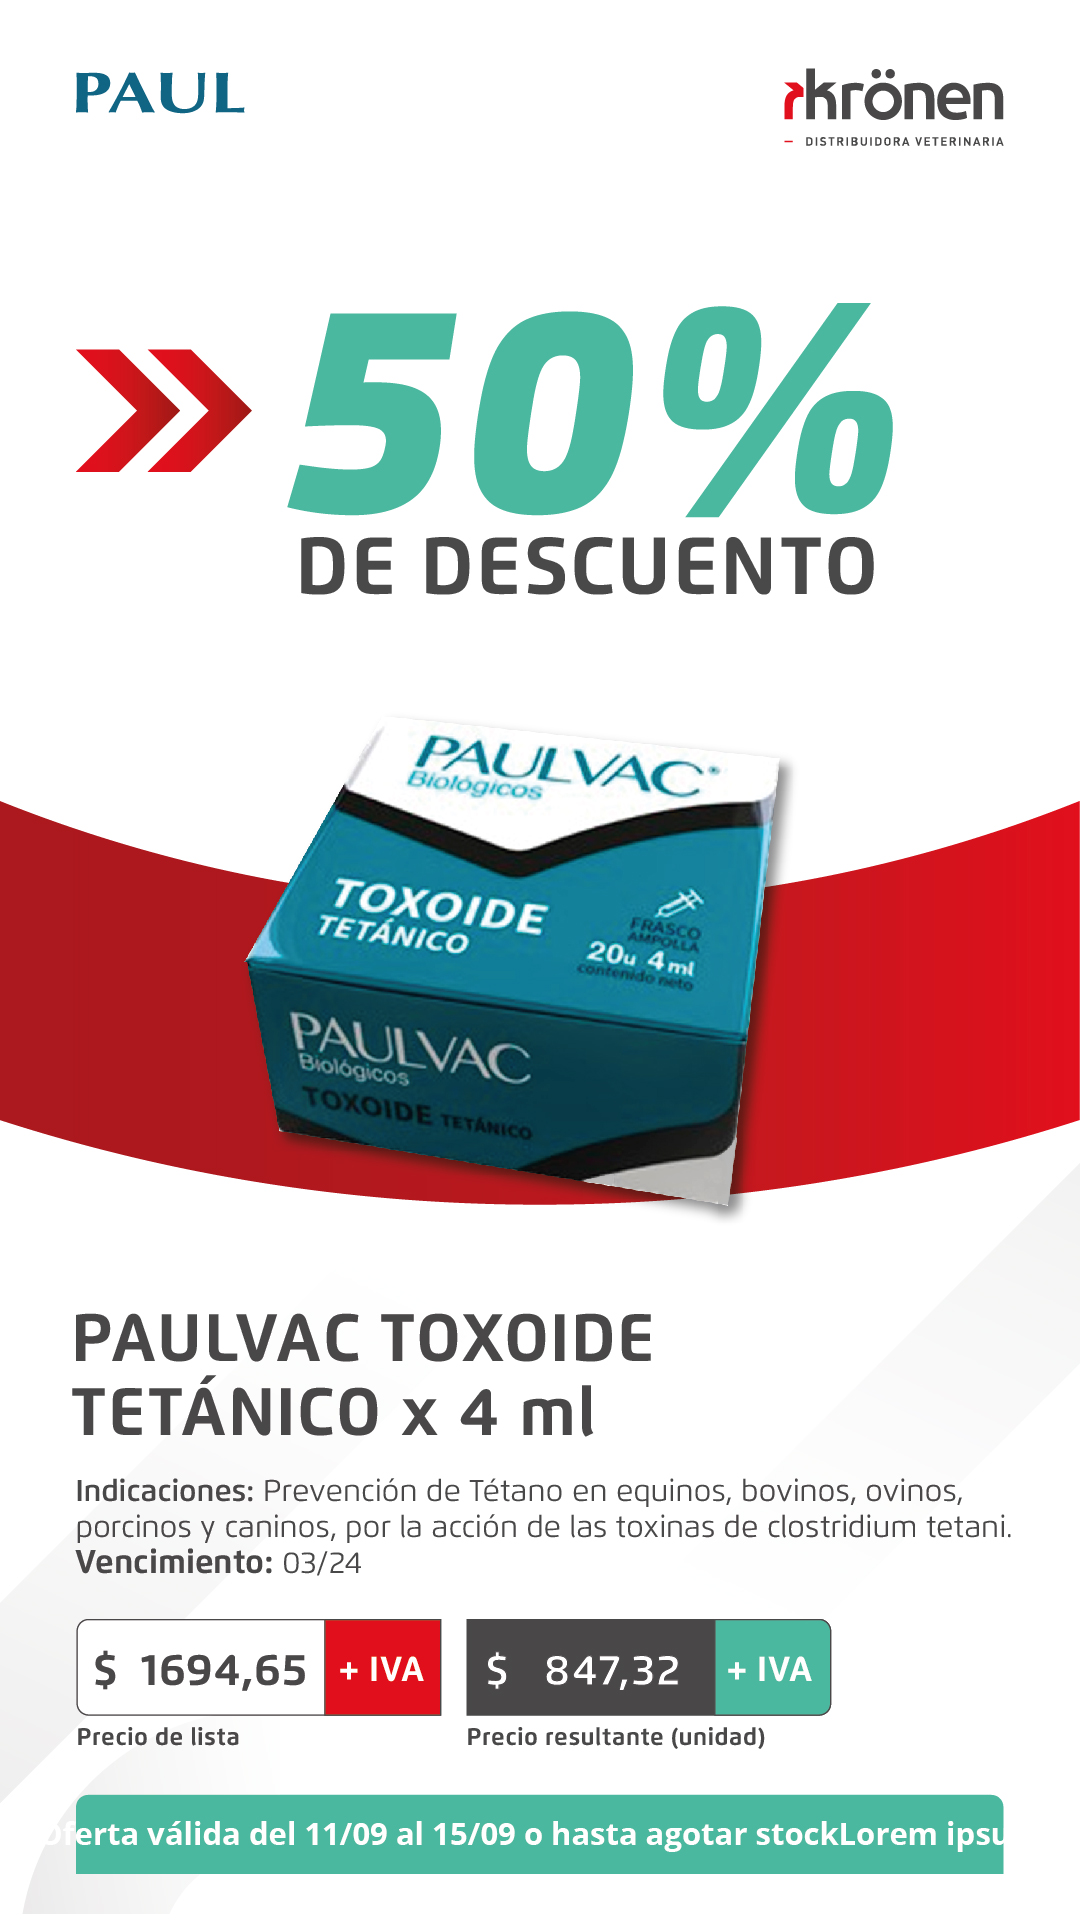 PAUL
krönen
DISTRIBUIDORA VETERINARIA
50%
DE DESCUENTO
PAULVAC®
Biológicos
TOXOIDE
TETÁNICO
FRASCO
AMPOLLA
20u 4 ml
contenido neto
PAULVAC
Biológicos
TOXOIDE TETÁNICO
PAULVAC TOXOIDE
TETÁNICO x 4 ml
Indicaciones: Prevención de Tétano en equinos, bovinos, ovinos,
porcinos y caninos, por la acción de las toxinas de clostridium tetani.
Vencimiento: 03/24
$ 1694,65 + IVA
Precio de lista
$ 847,32 + IVA
Precio resultante (unidad)
Oferta válida del 11/09 al 15/09 o hasta agotar stockLorem ipsu